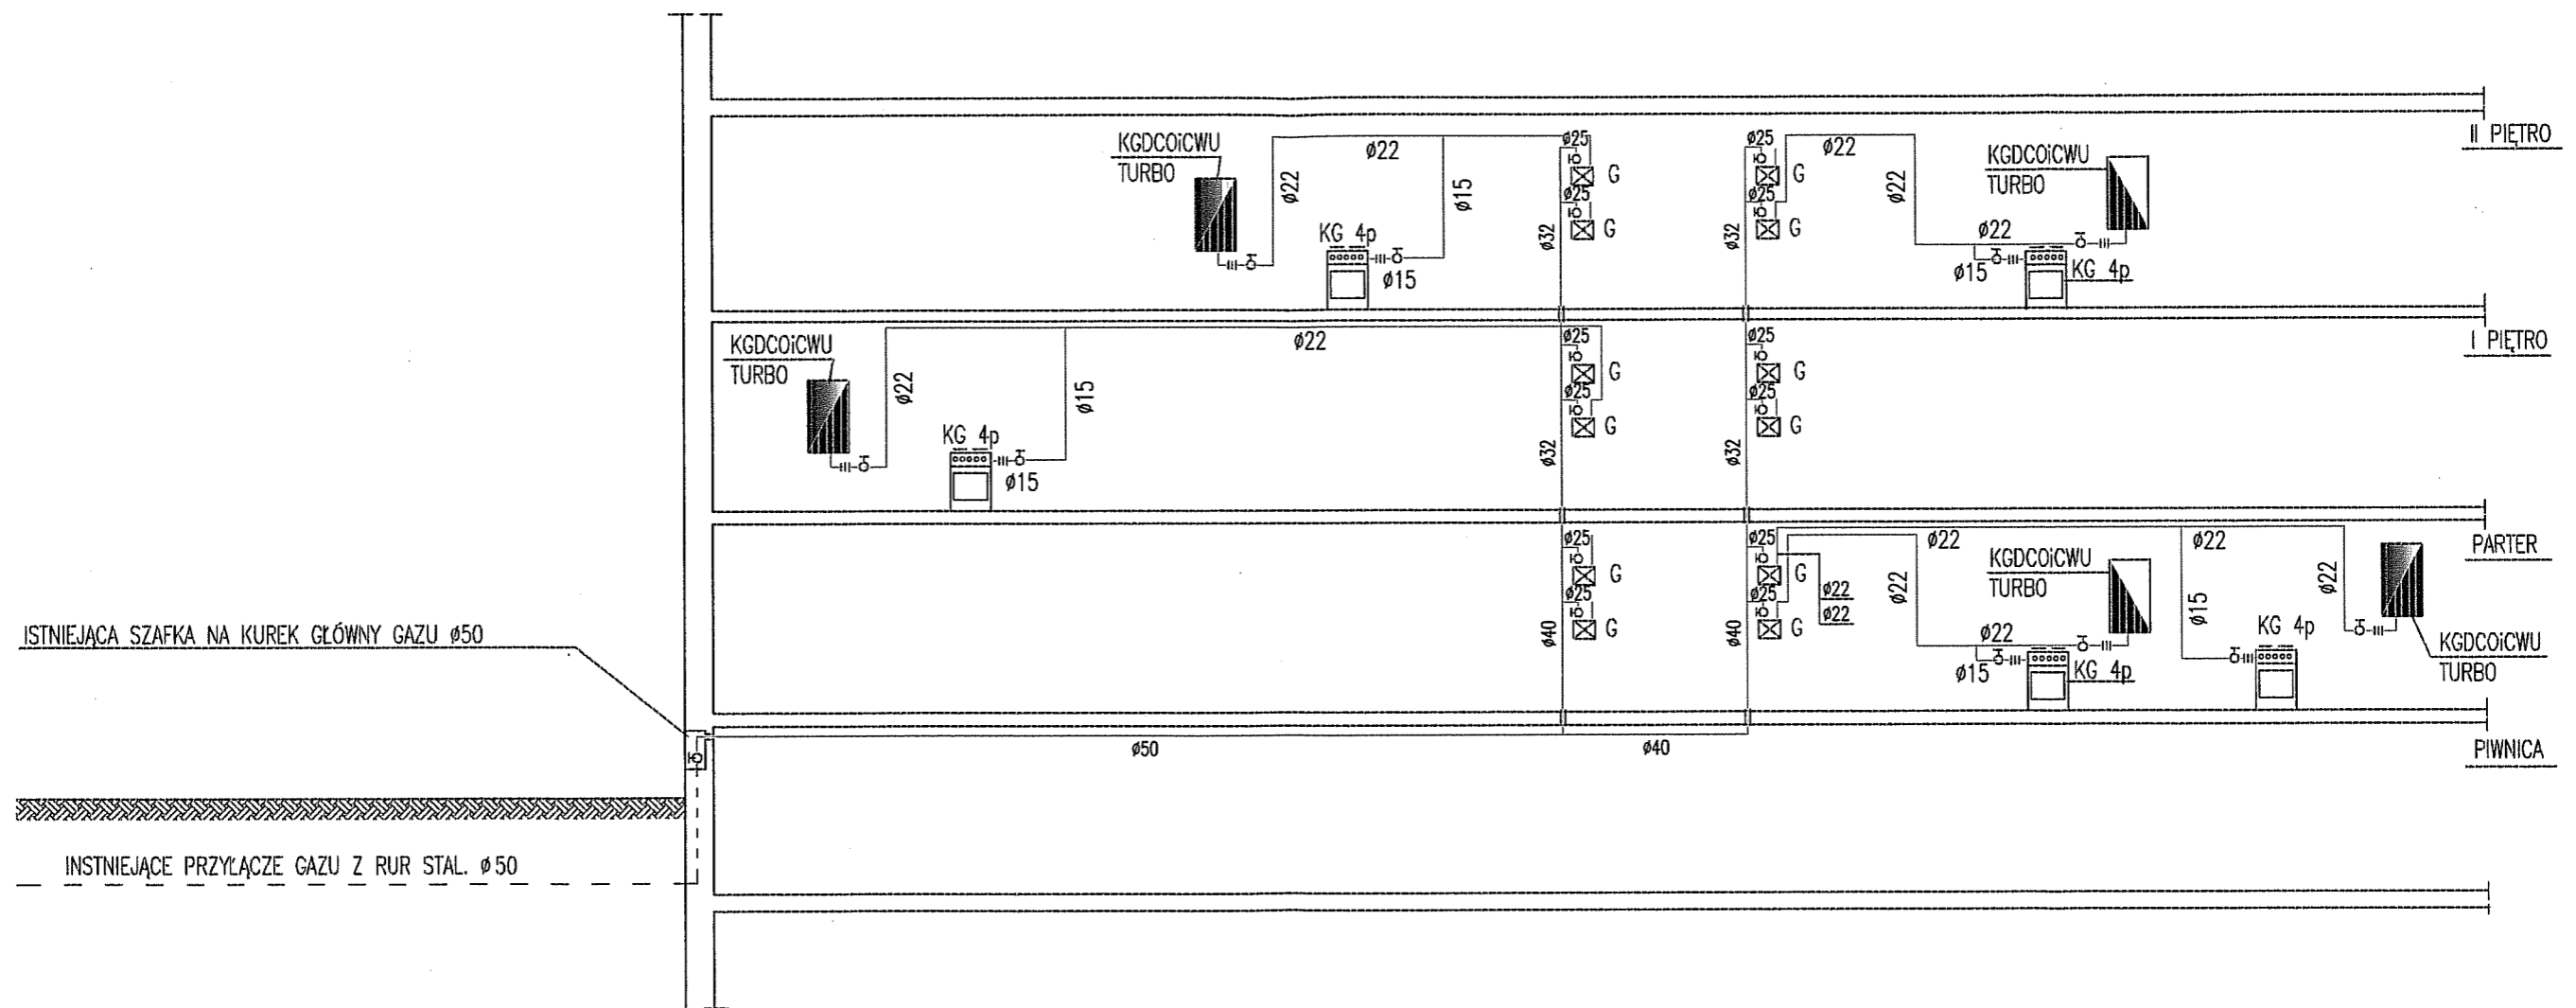 II PIĘTRO
KGDCOiCWU
TURBO
ø22
ø22
ø15
KG 4p
ø15
ø25
G
ø25
G
ø32
ø25
G
ø25
G
ø32
ø22
ø22
KGDCOiCWU
TURBO
ø22
ø15
KG 4p
I PIĘTRO
KGDCOiCWU
TURBO
ø22
ø22
ø15
KG 4p
ø15
ø25
G
ø25
G
ø32
ø25
G
ø25
G
ø32
PARTER
ø25
G
ø25
G
ø40
ø25
G
ø25
G
ø40
ø22
ø22
ø22
ø22
KGDCOiCWU
TURBO
ø22
ø15
KG 4p
ø22
ø15
KG 4p
ø22
KGDCOiCWU
TURBO
ISTNIEJĄCA SZAFKA NA KUREK GŁÓWNY GAZU ø50
ø50
ø40
PIWNICA
INSTNIEJĄCE PRZYŁĄCZE GAZU Z RUR STAL. ø50